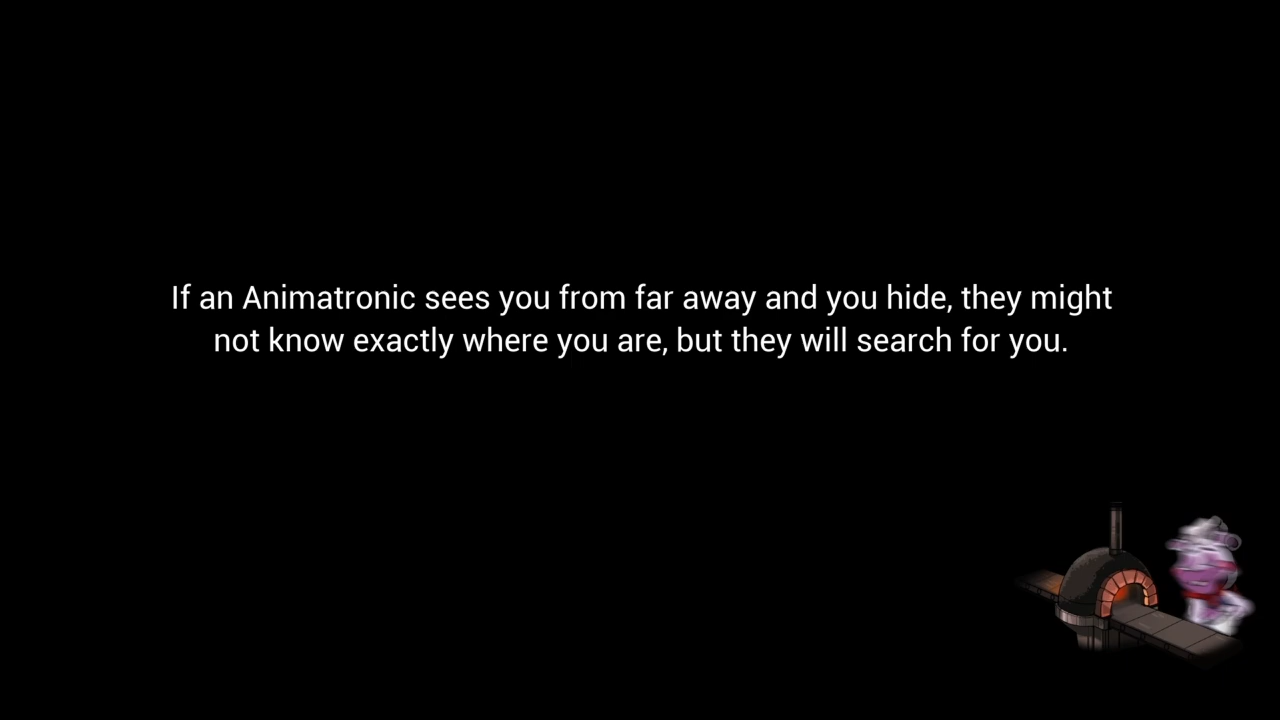 If an Animatronic sees you from far away and you hide, they might
not know exactly where you are, but they will search for you.